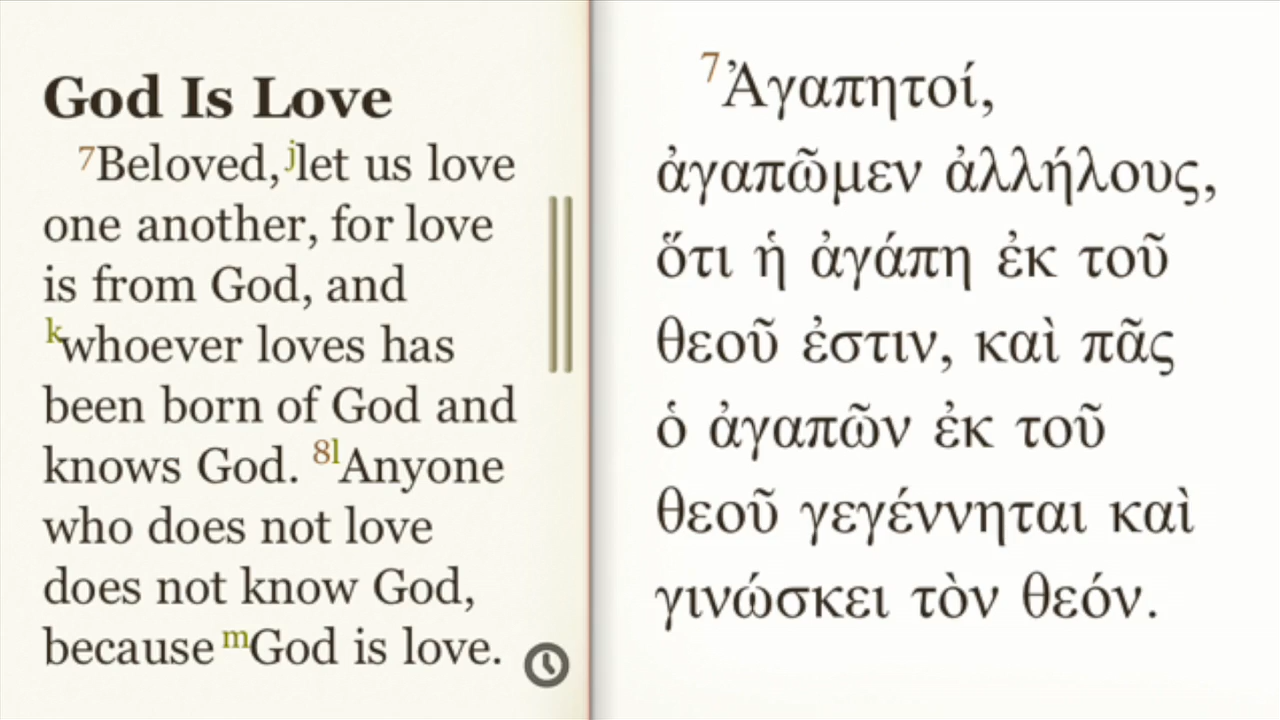 God Is Love
7Beloved, jlet us love
one another, for love
is from God, and
kwhoever loves has
been born of God and
knows God. 8lAnyone
who does not love
does not know God,
because mGod is love.
7Ἀγαπητοί,
ἀγαπῶμεν ἀλλήλους,
ὅτι ἡ ἀγάπη ἐκ τοῦ
θεοῦ ἐστιν, καὶ πᾶς
ὁ ἀγαπῶν ἐκ τοῦ
θεοῦ γεγέννηται καὶ
γινώσκει τὸν θεόν.